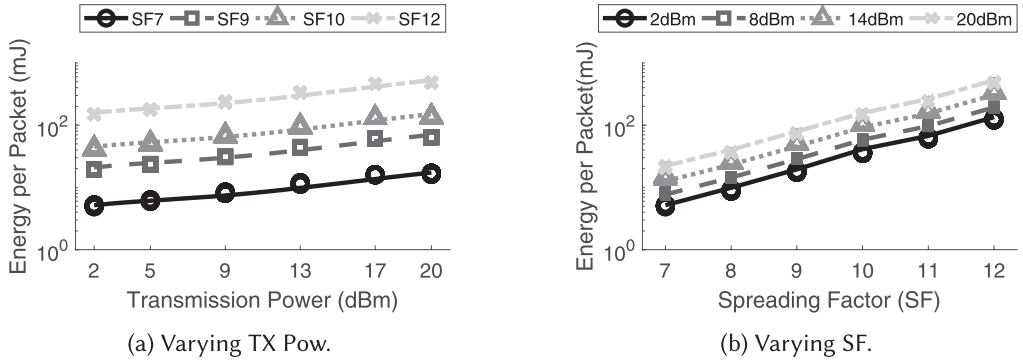 SF7 SF9 SF10 SF12
Energy per Packet (mJ)
10^2
10^0
2 5 9 13 17 20
Transmission Power (dBm)
(a) Varying TX Pow.
2dBm 8dBm 14dBm 20dBm
Energy per Packet(mJ)
10^2
10^0
7 8 9 10 11 12
Spreading Factor (SF)
(b) Varying SF.